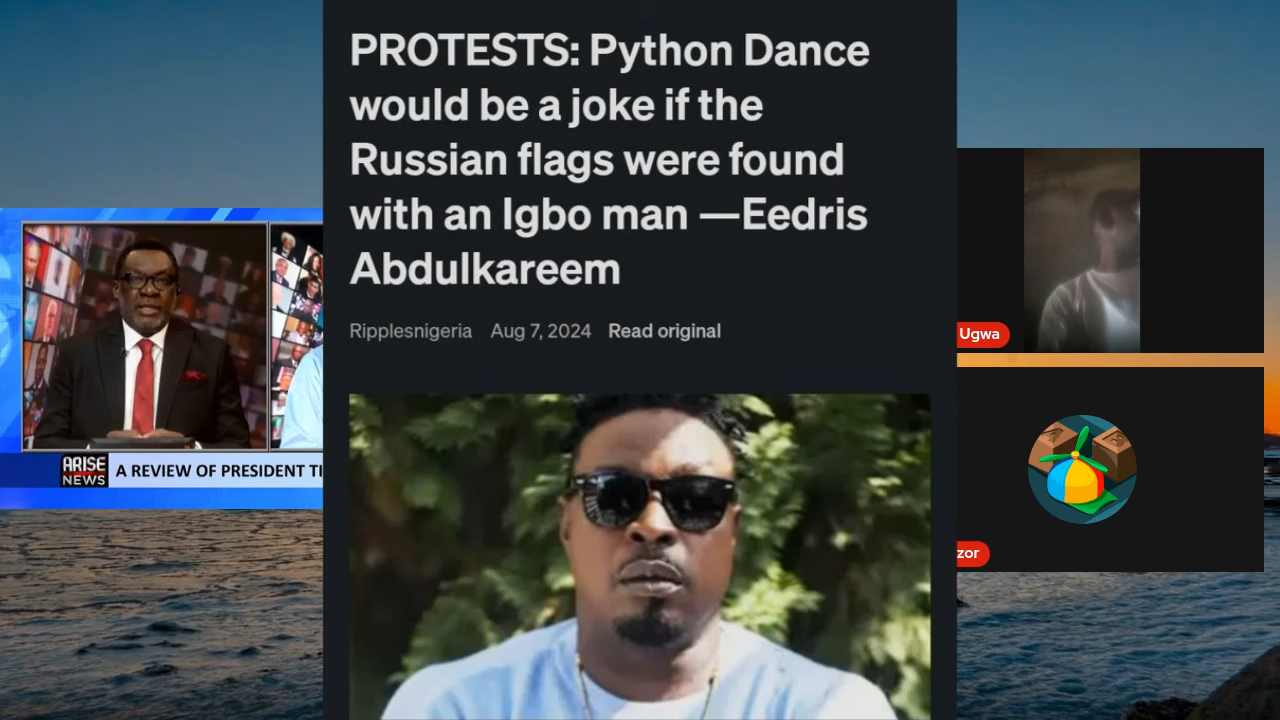 PROTESTS: Python Dance
would be a joke if the
Russian flags were found
with an Igbo man —Eedris
Abdulkareem
Ripplesnigeria Aug 7, 2024 Read original
ARISE
NEWS
A REVIEW OF PRESIDENT TI
Ugwa
zor